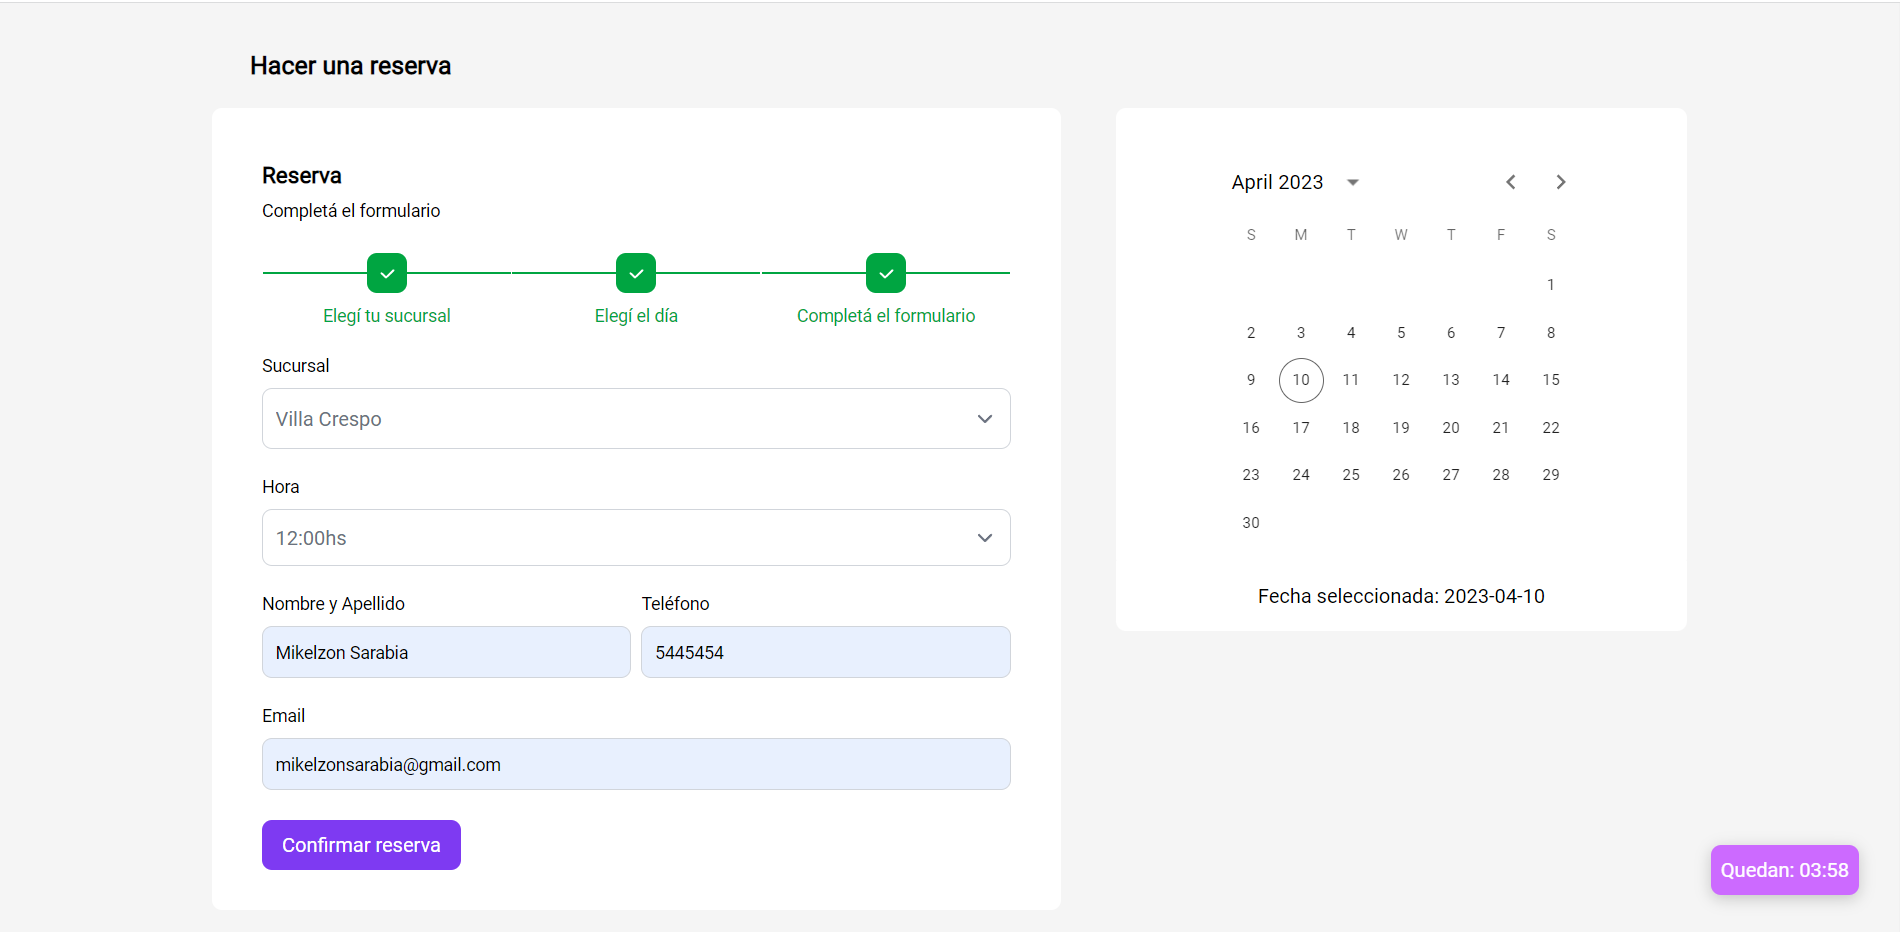 Hacer una reserva
Reserva
Completá el formulario
Elegí tu sucursal
Elegí el día
Completá el formulario
Sucursal
Villa Crespo
Hora
12:00hs
Nombre y Apellido
Teléfono
Mikelzon Sarabia
5445454
Email
mikelzonsarabia@gmail.com
Confirmar reserva
April 2023
S M T W T F S
1
2 3 4 5 6 7 8
9 10 11 12 13 14 15
16 17 18 19 20 21 22
23 24 25 26 27 28 29
30
Fecha seleccionada: 2023-04-10
Quedan: 03:58